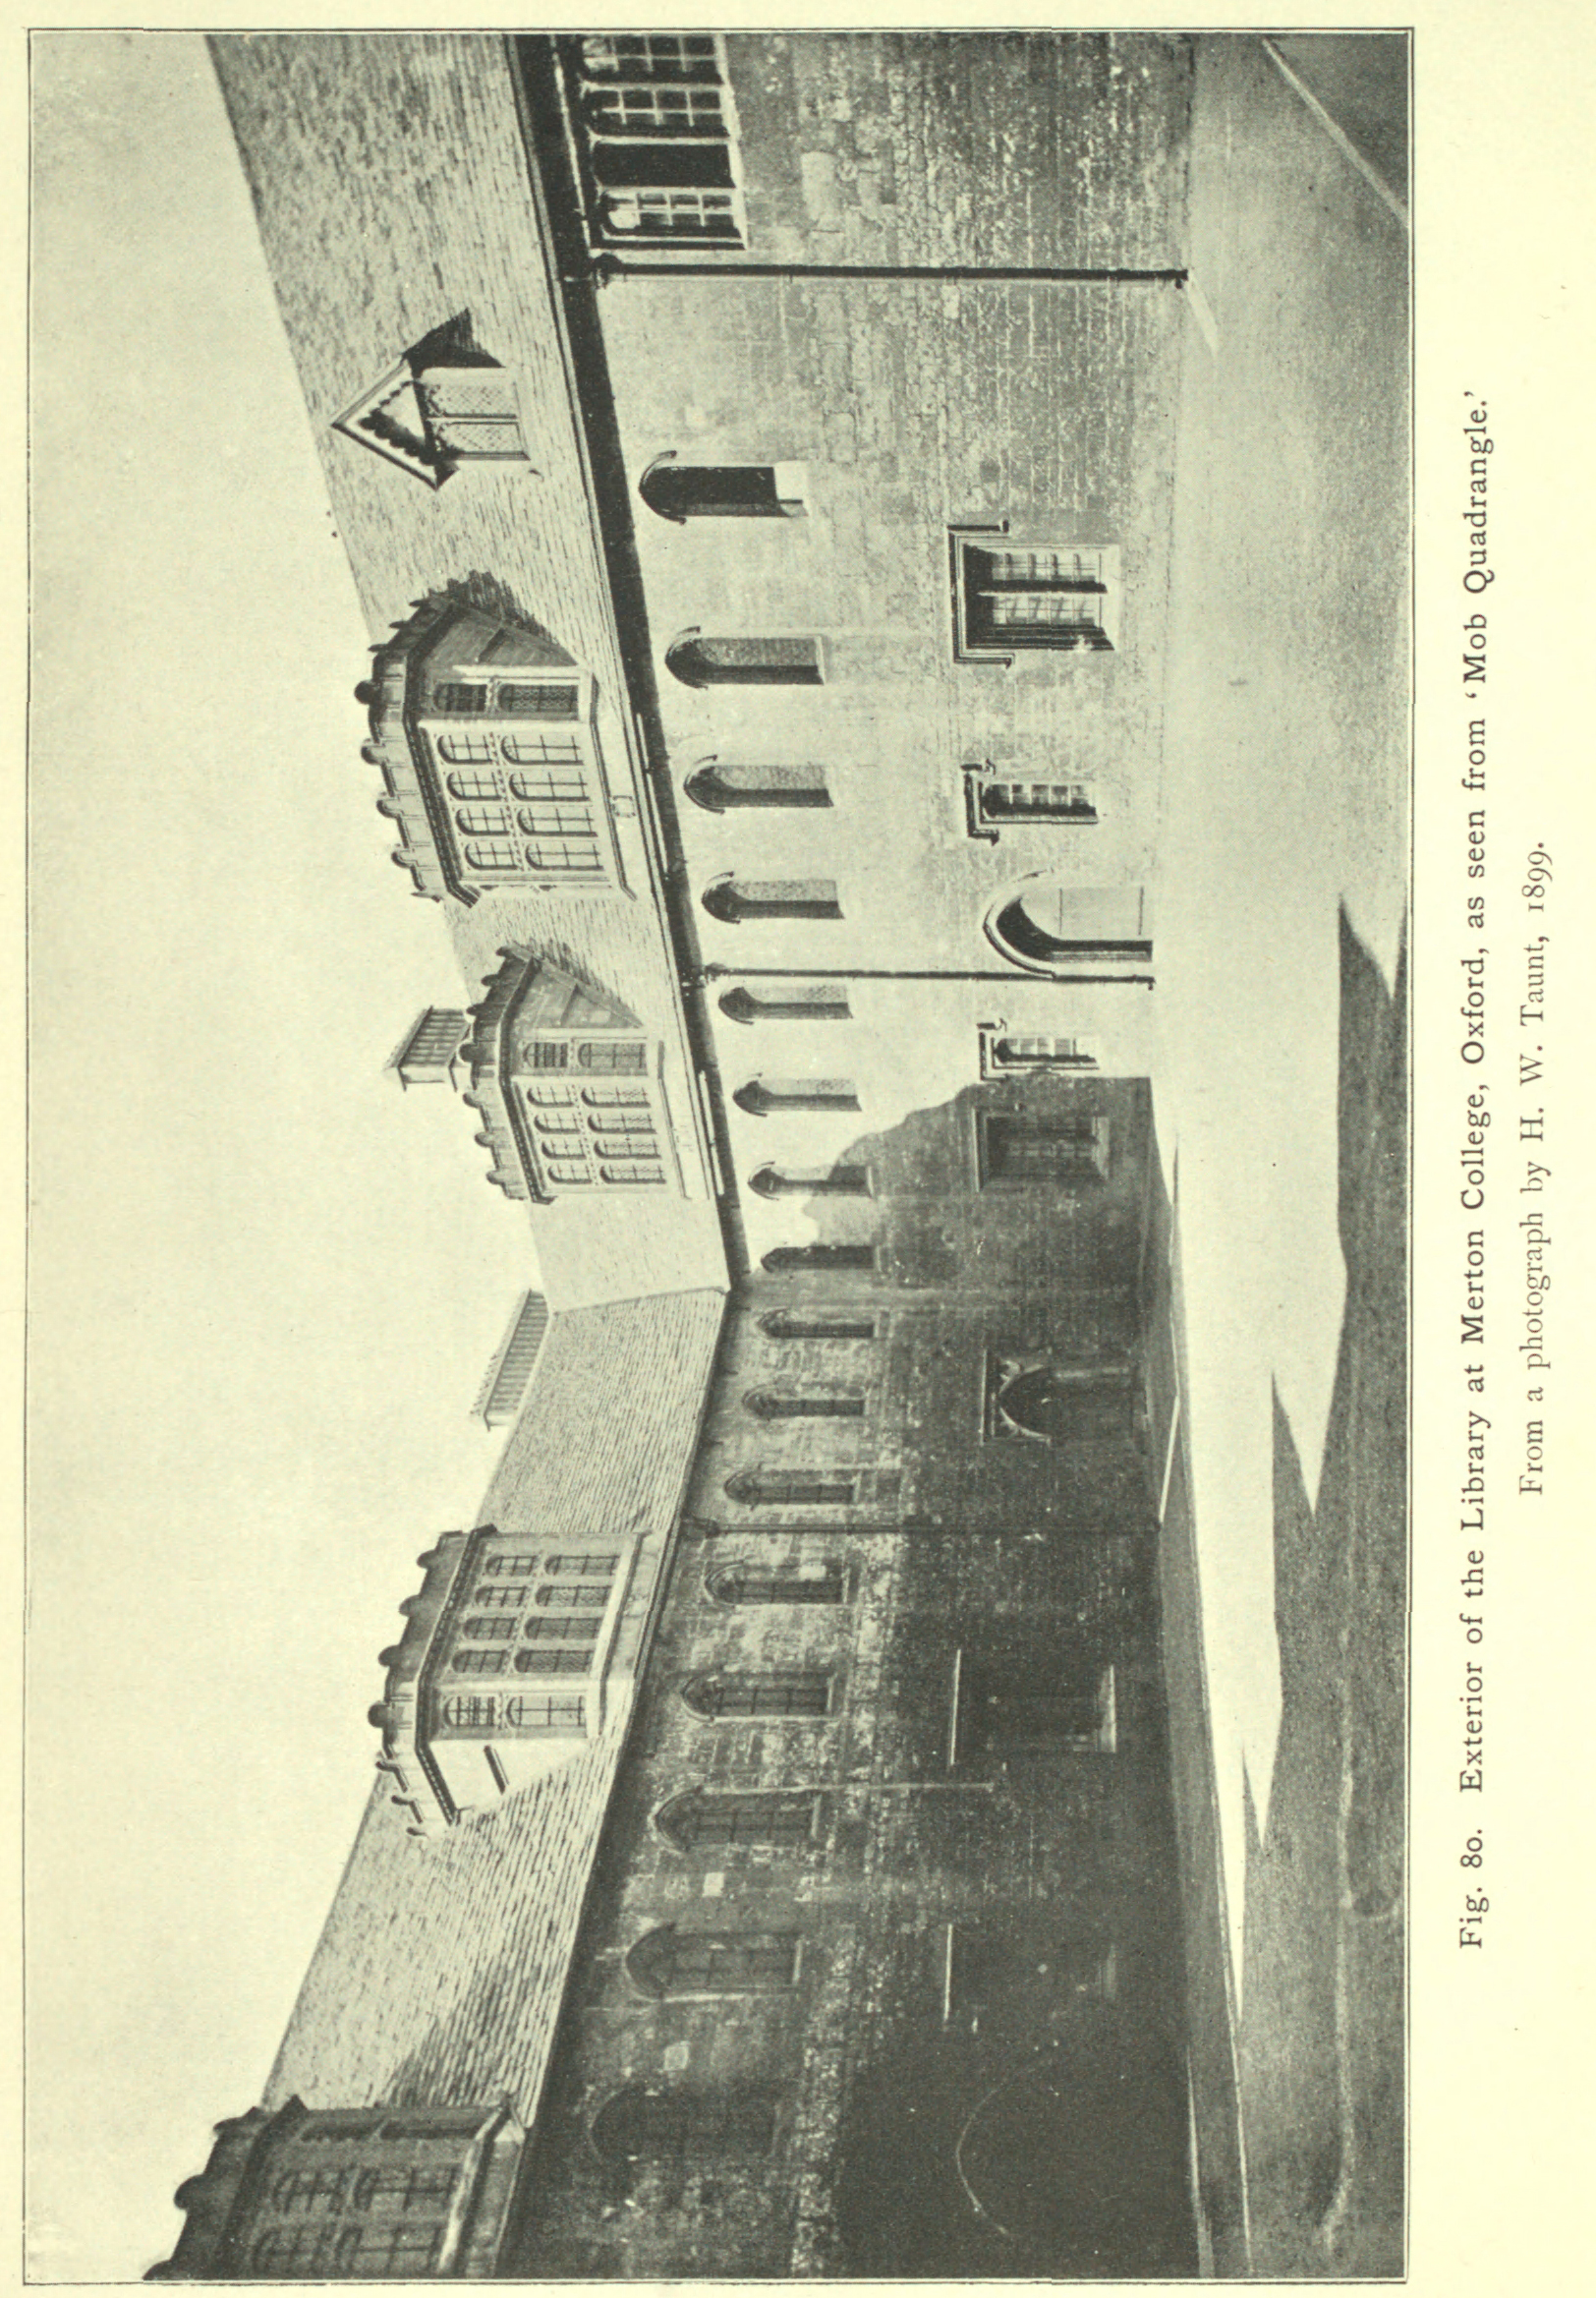 Fig. 80. Exterior of the Library at Merton College, Oxford, as seen from ‘Mob Quadrangle.’
From a photograph by H. W. Taunt, 1899.